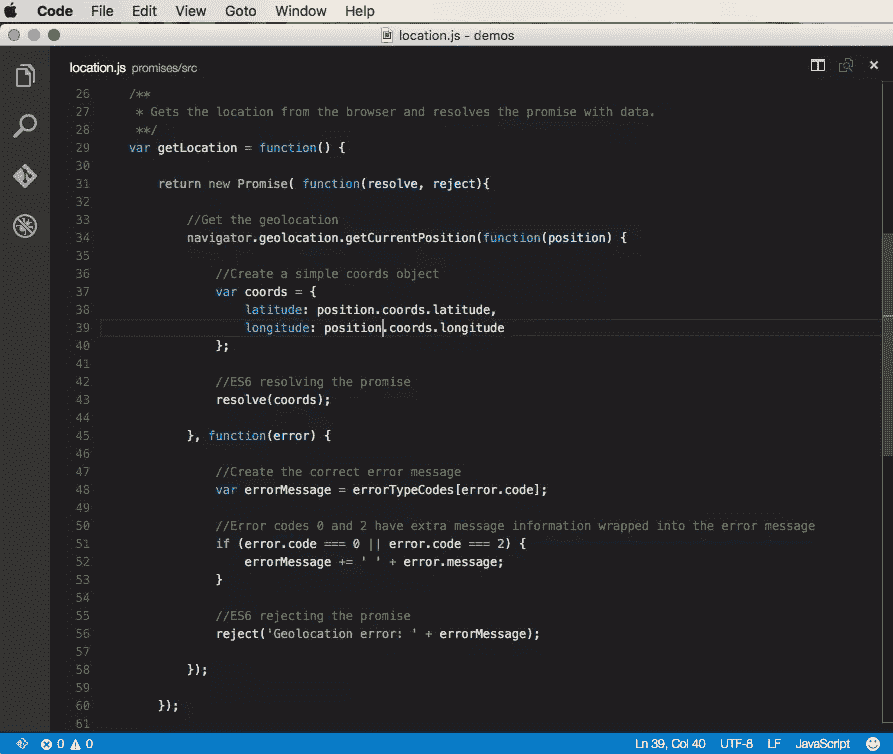 Code File Edit View Goto Window Help
location.js - demos
location.js promises/src
26 /**
27 * Gets the location from the browser and resolves the promise with data.
28 **/
29 var getLocation = function() {
30
31 return new Promise( function(resolve, reject){
32
33 //Get the geolocation
34 navigator.geolocation.getCurrentPosition(function(position) {
35
36 //Create a simple coords object
37 var coords = {
38 latitude: position.coords.latitude,
39 longitude: position.coords.longitude
40 };
41
42 //ES6 resolving the promise
43 resolve(coords);
44
45 }, function(error) {
46
47 //Create the correct error message
48 var errorMessage = errorTypeCodes[error.code];
49
50 //Error codes 0 and 2 have extra message information wrapped into the error message
51 if (error.code === 0 || error.code === 2) {
52 errorMessage += ' ' + error.message;
53 }
54
55 //ES6 rejecting the promise
56 reject('Geolocation error: ' + errorMessage);
57
58 });
59
60 });
61
0 0 Ln 39, Col 40 UTF-8 LF JavaScript